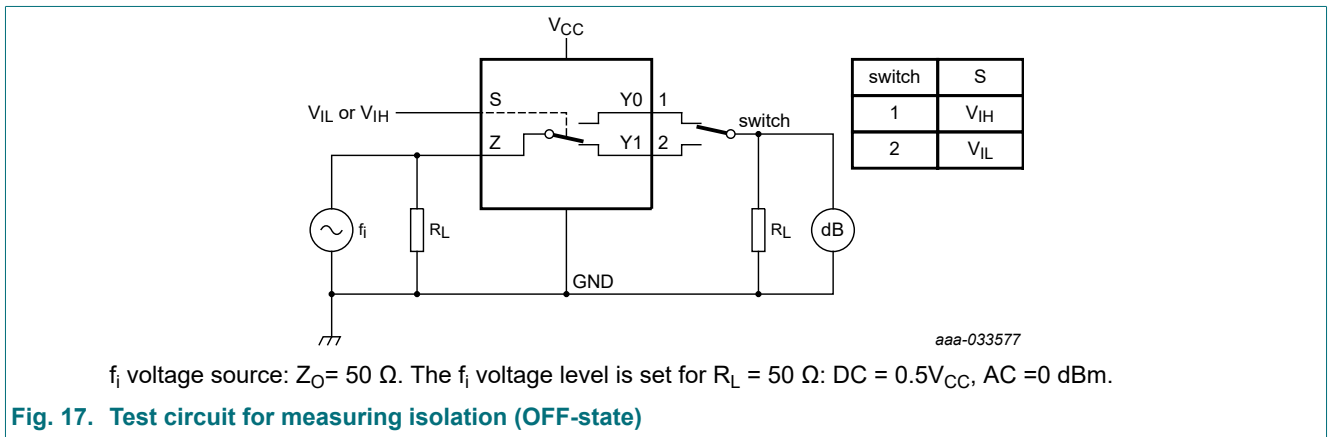 VCC
switch S
1 VIH
2 VIL
VIL or VIH
S
Z
Y0 1
Y1 2
switch
fi
RL
RL
dB
GND
aaa-033577
fi voltage source: ZO= 50 Ω. The fi voltage level is set for RL = 50 Ω: DC = 0.5VCC, AC =0 dBm.
Fig. 17. Test circuit for measuring isolation (OFF-state)